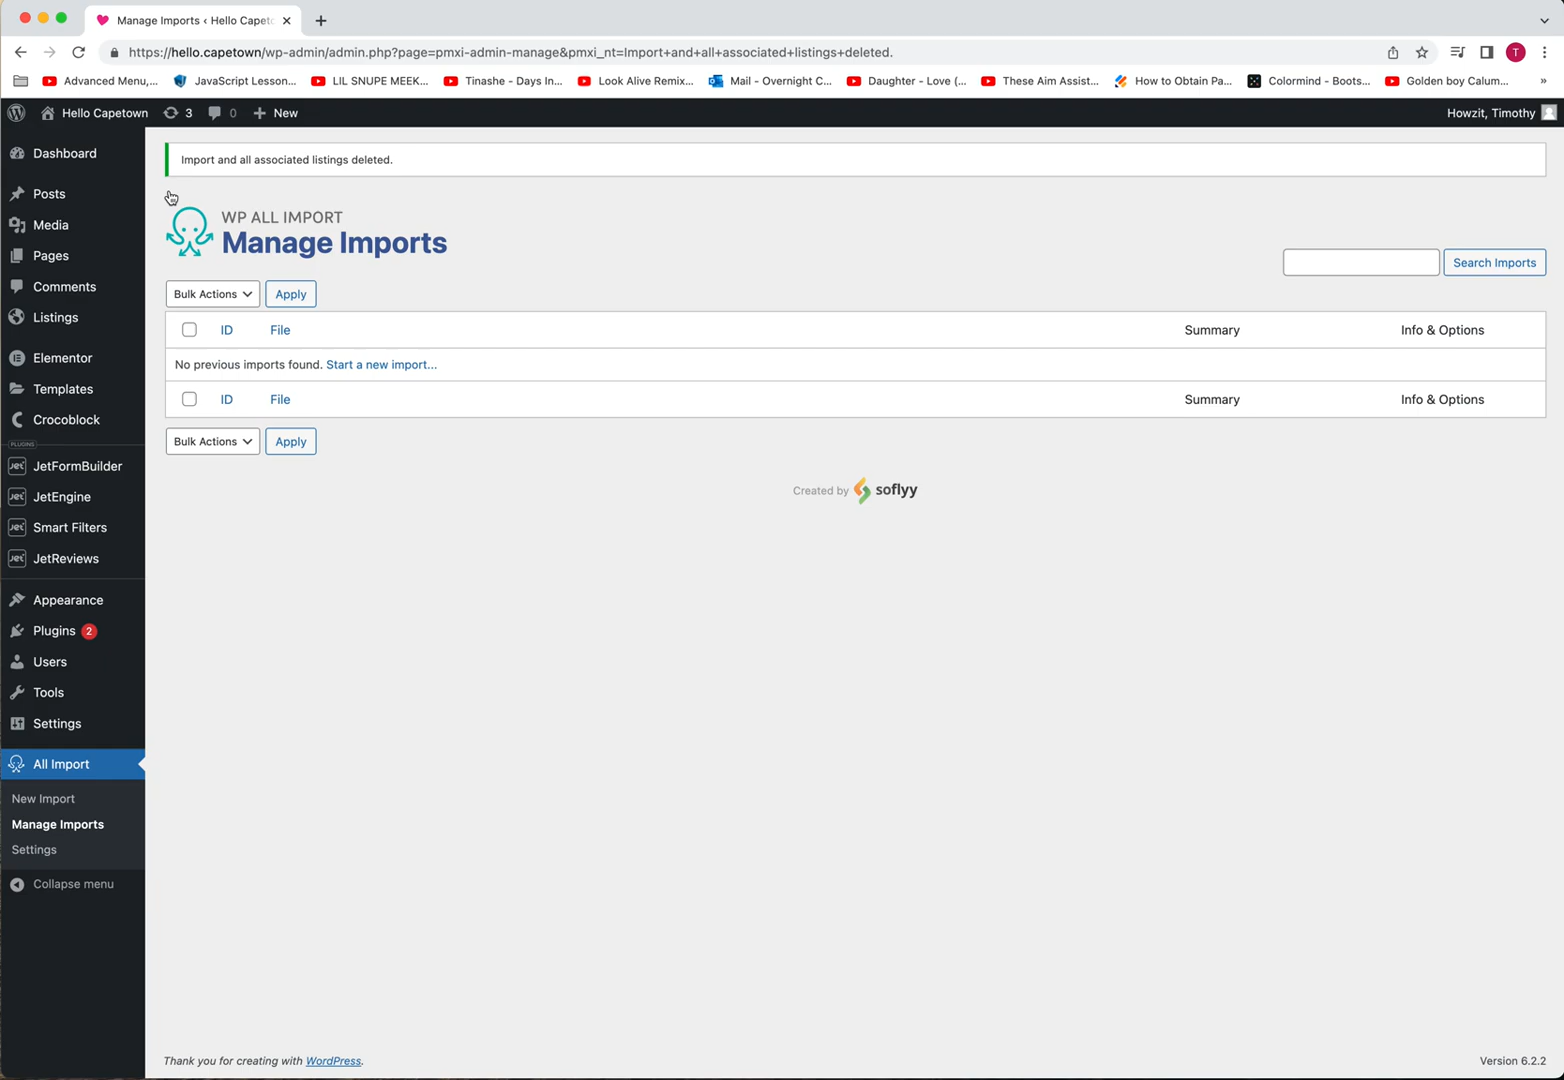 Manage Imports ‹ Hello Capeto
https://hello.capetown/wp-admin/admin.php?page=pmxi-admin-manage&pmxi_nt=Import+and+all+associated+listings+deleted.
T
Advanced Menu,... JavaScript Lesson... LIL SNUPE MEEK... Tinashe - Days In... Look Alive Remix... Mail - Overnight C... Daughter - Love (... These Aim Assist... How to Obtain Pa... Colormind - Boots... Golden boy Calum... »
Hello Capetown 3 0 + New Howzit, Timothy
Dashboard
Posts
Media
Pages
Comments
Listings
Elementor
Templates
Crocoblock
PLUGINS
JetFormBuilder
JetEngine
Smart Filters
JetReviews
Appearance
Plugins 2
Users
Tools
Settings
All Import
New Import
Manage Imports
Settings
Collapse menu
Import and all associated listings deleted.
WP ALL IMPORT
Manage Imports
Search Imports
Bulk Actions Apply
ID File Summary Info & Options
No previous imports found. Start a new import...
ID File Summary Info & Options
Bulk Actions Apply
Created by soflyy
Thank you for creating with WordPress. Version 6.2.2